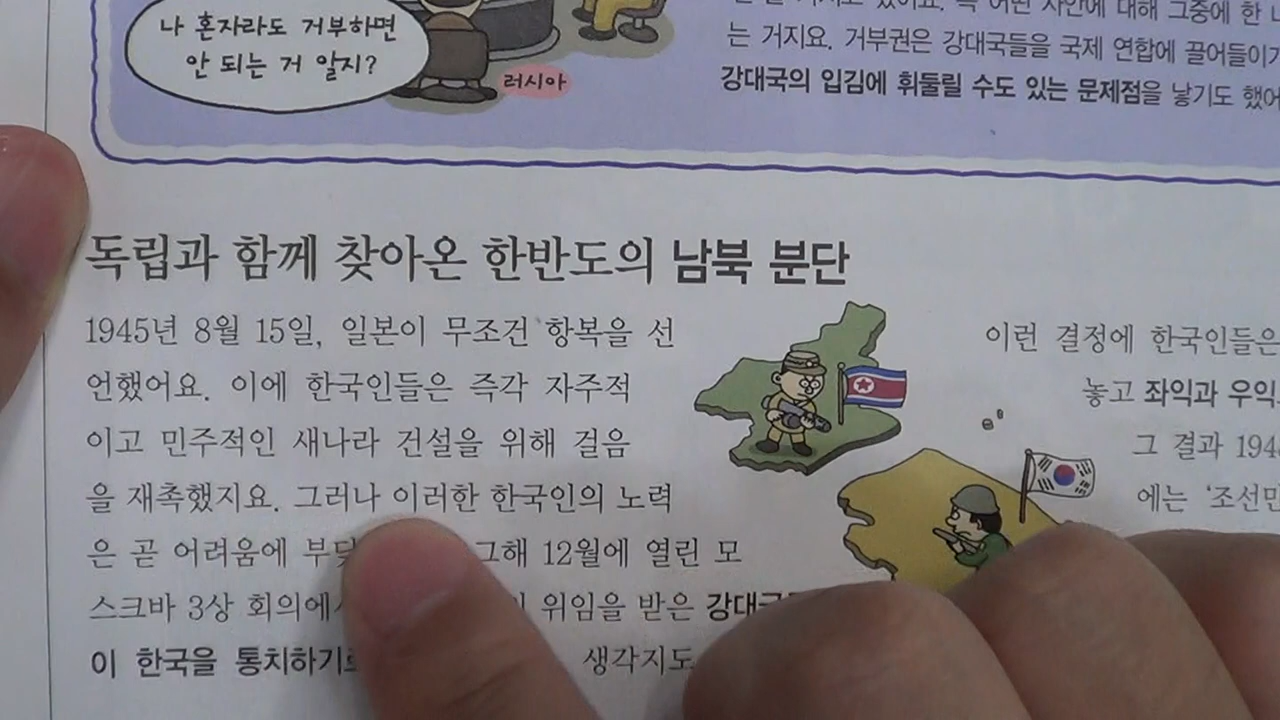 나 혼자라도 거부하면
안 되는 거 알지?
러시아
대해 그중에 한
는 거지요. 거부권은 강대국들을 국제 연합에 끌어들이기
강대국의 입김에 휘둘릴 수도 있는 문제점을 낳기도 했어
독립과 함께 찾아온 한반도의 남북 분단
1945년 8월 15일, 일본이 무조건 항복을 선
언했어요. 이에 한국인들은 즉각 자주적
이고 민주적인 새나라 건설을 위해 걸음
을 재촉했지요. 그러나 이러한 한국인의 노력
은 곧 어려움에 그해 12월에 열린 모
스크바 3상 회의에서 위임을 받은
이 한국을 생각지도
이런 결정에 한국인들은
놓고 좌익과 우익
그 결과 194
에는 '조선민